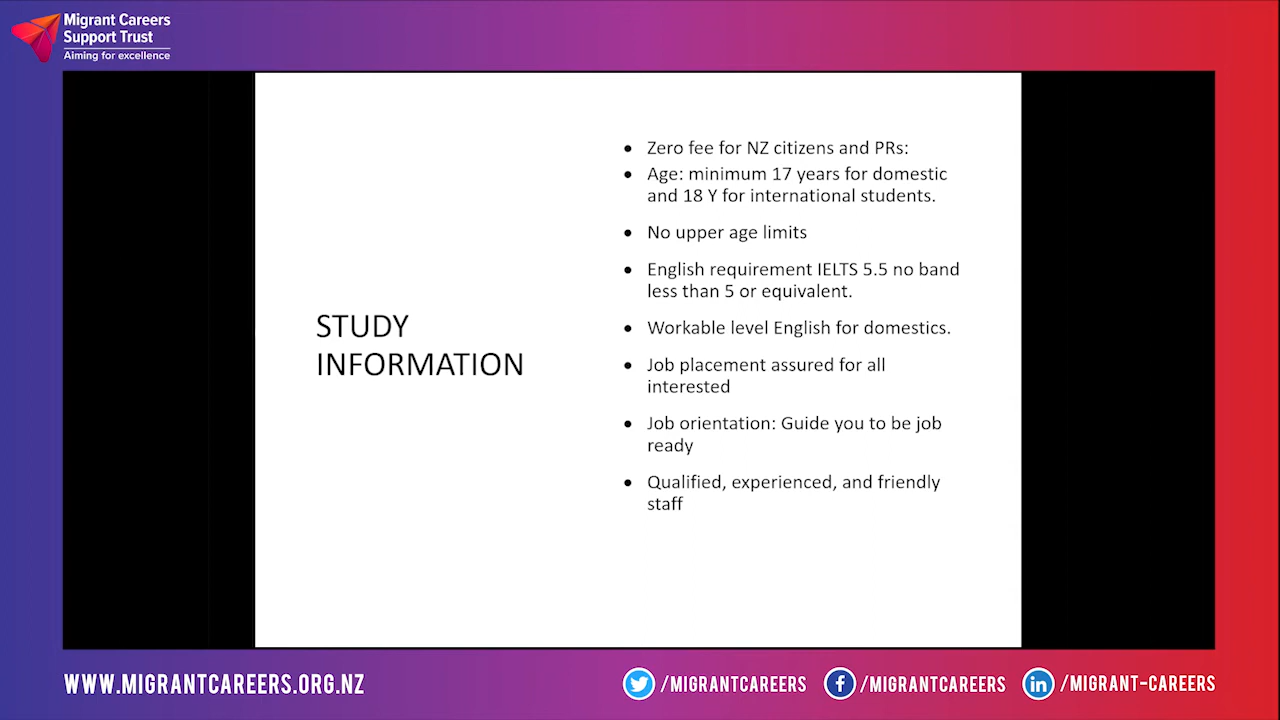 Migrant Careers
Support Trust
Aiming for excellence
STUDY
INFORMATION
• Zero fee for NZ citizens and PRs:
• Age: minimum 17 years for domestic
and 18 Y for international students.
• No upper age limits
• English requirement IELTS 5.5 no band
less than 5 or equivalent.
• Workable level English for domestics.
• Job placement assured for all
interested
• Job orientation: Guide you to be job
ready
• Qualified, experienced, and friendly
staff
WWW.MIGRANTCAREERS.ORG.NZ
/MIGRANTCAREERS
/MIGRANTCAREERS
/MIGRANT-CAREERS